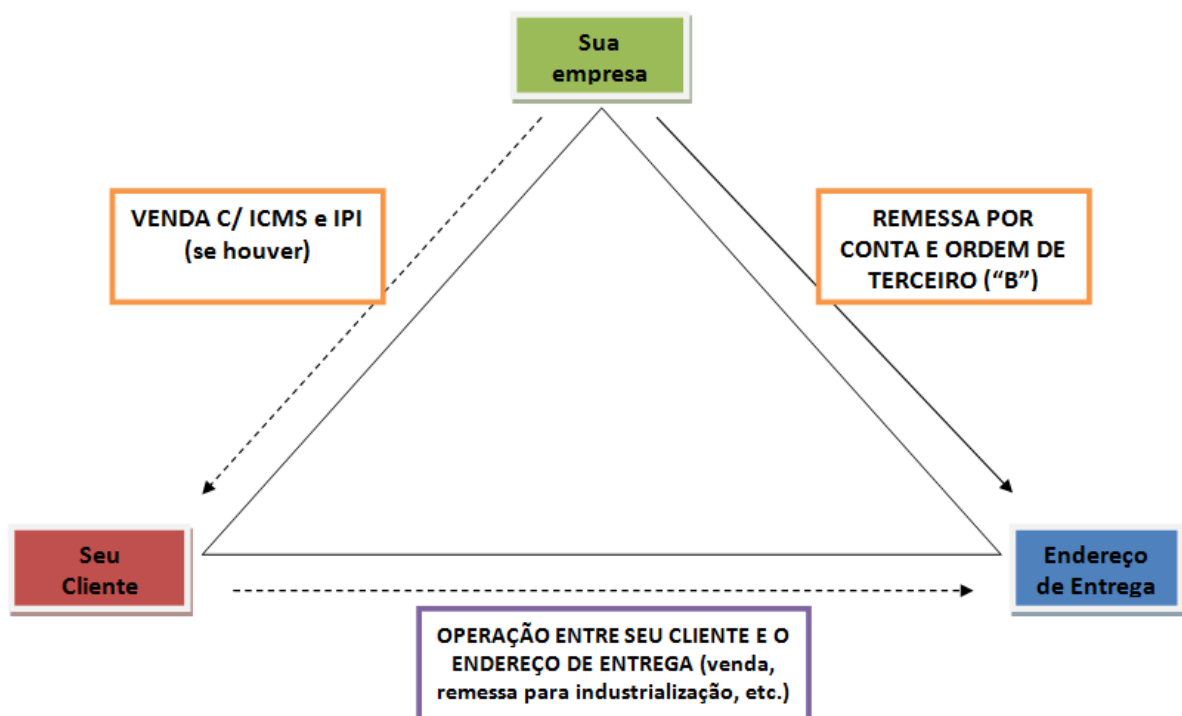 Sua
empresa
VENDA C/ ICMS e IPI
(se houver)
REMESSA POR
CONTA E ORDEM DE
TERCEIRO (“B”)
Seu
Cliente
Endereço
de Entrega
OPERAÇÃO ENTRE SEU CLIENTE E O
ENDEREÇO DE ENTREGA (venda,
remessa para industrialização, etc.)